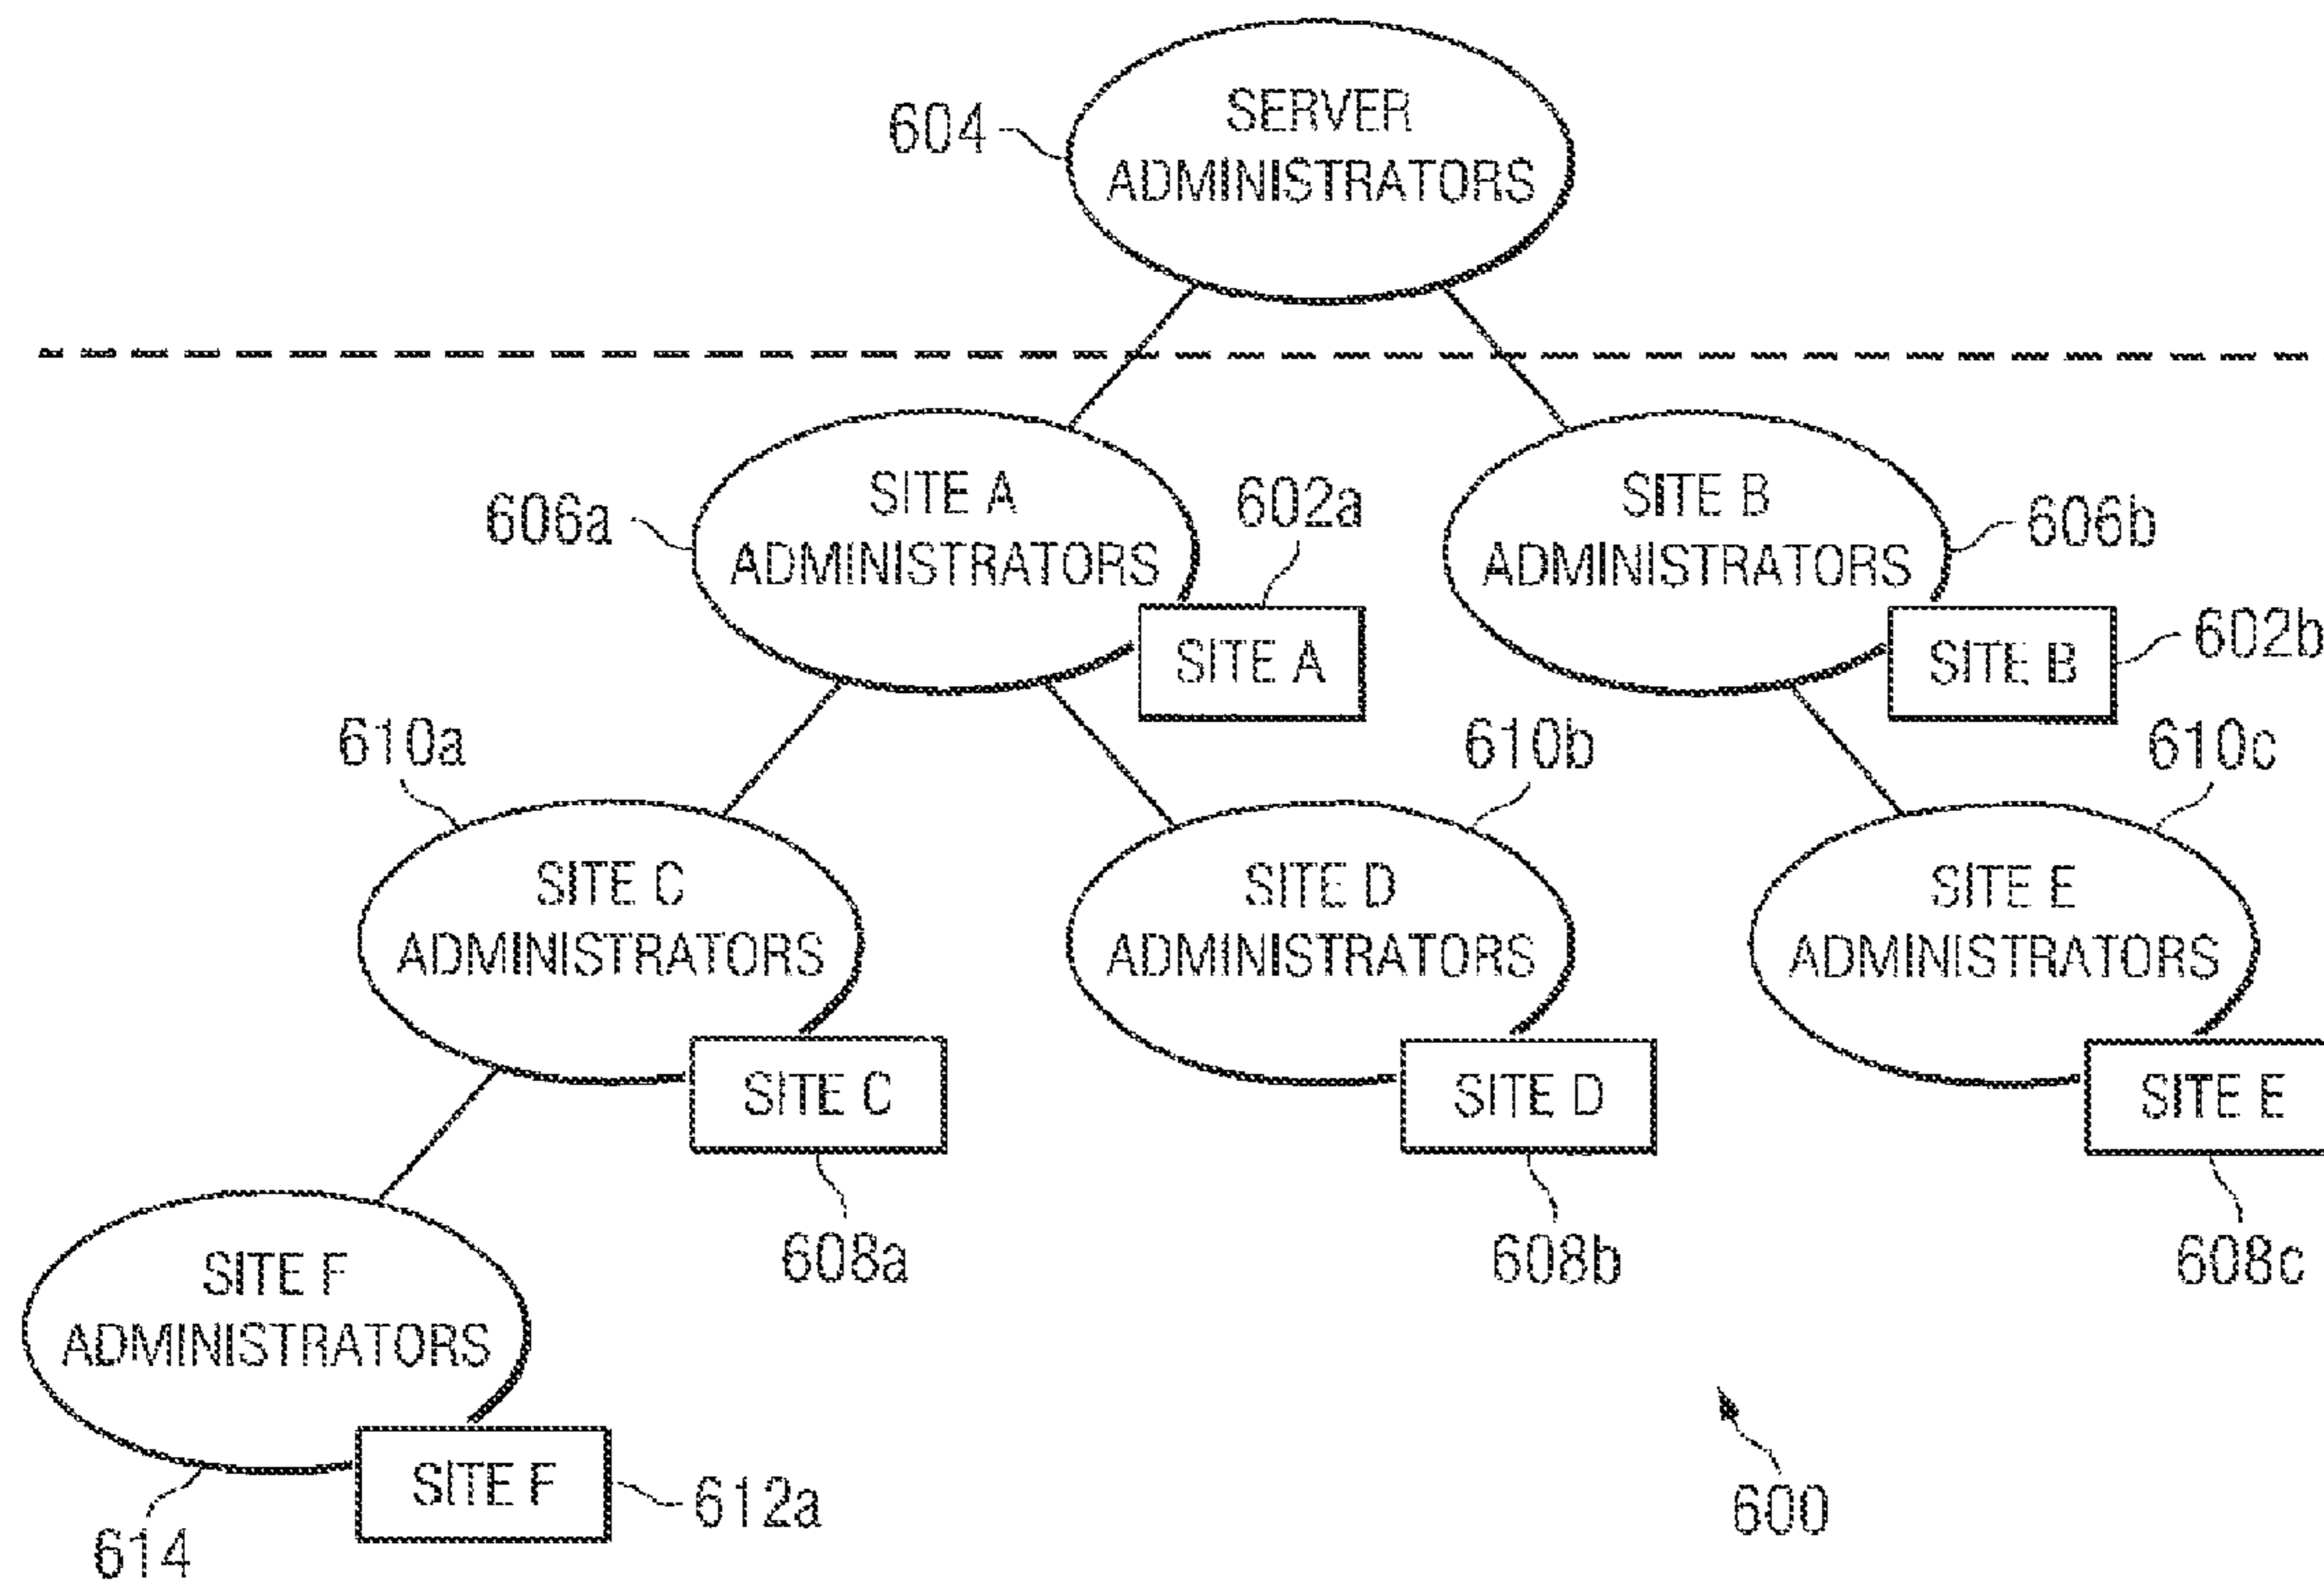 SERVER
ADMINISTRATORS
604
SITE A
ADMINISTRATORS
606a
602a
SITE A
SITE B
ADMINISTRATORS
606b
SITE B
602b
610a
SITE C
ADMINISTRATORS
SITE C
608a
610b
SITE D
ADMINISTRATORS
SITE D
608b
610c
SITE E
ADMINISTRATORS
SITE E
608c
SITE F
ADMINISTRATORS
SITE F
612a
614
600